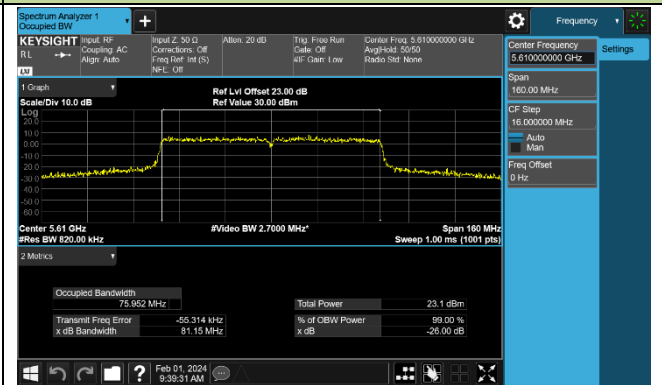 Spectrum Analyzer 1
Occupied BW
+
Frequency
KEYSIGHT
Input: RF
Coupling: AC
Align: Auto
Input Z: 50 Ω
Corrections: Off
Freq Ref: Int (S)
NFE: Off
Atten: 20 dB
Trig: Free Run
Gate: Off
#IF Gain: Low
Center Freq: 5.610000000 GHz
Avg|Hold: 50/50
Radio Std: None
RL
LXI
Center Frequency
5.610000000 GHz
Settings
Span
160.00 MHz
CF Step
16.000000 MHz
Auto
Man
Freq Offset
0 Hz
1 Graph
Scale/Div 10.0 dB
Ref Lvl Offset 23.00 dB
Ref Value 30.00 dBm
Log
20.0
10.0
0.00
-10.0
-20.0
-30.0
-40.0
-50.0
-60.0
Center 5.61 GHz
#Res BW 820.00 kHz
#Video BW 2.7000 MHz*
Span 160 MHz
Sweep 1.00 ms (1001 pts)
2 Metrics
Occupied Bandwidth
75.952 MHz
Total Power 23.1 dBm
Transmit Freq Error -55.314 kHz
% of OBW Power 99.00 %
x dB Bandwidth 81.15 MHz
x dB -26.00 dB
?
Feb 01, 2024
9:39:31 AM